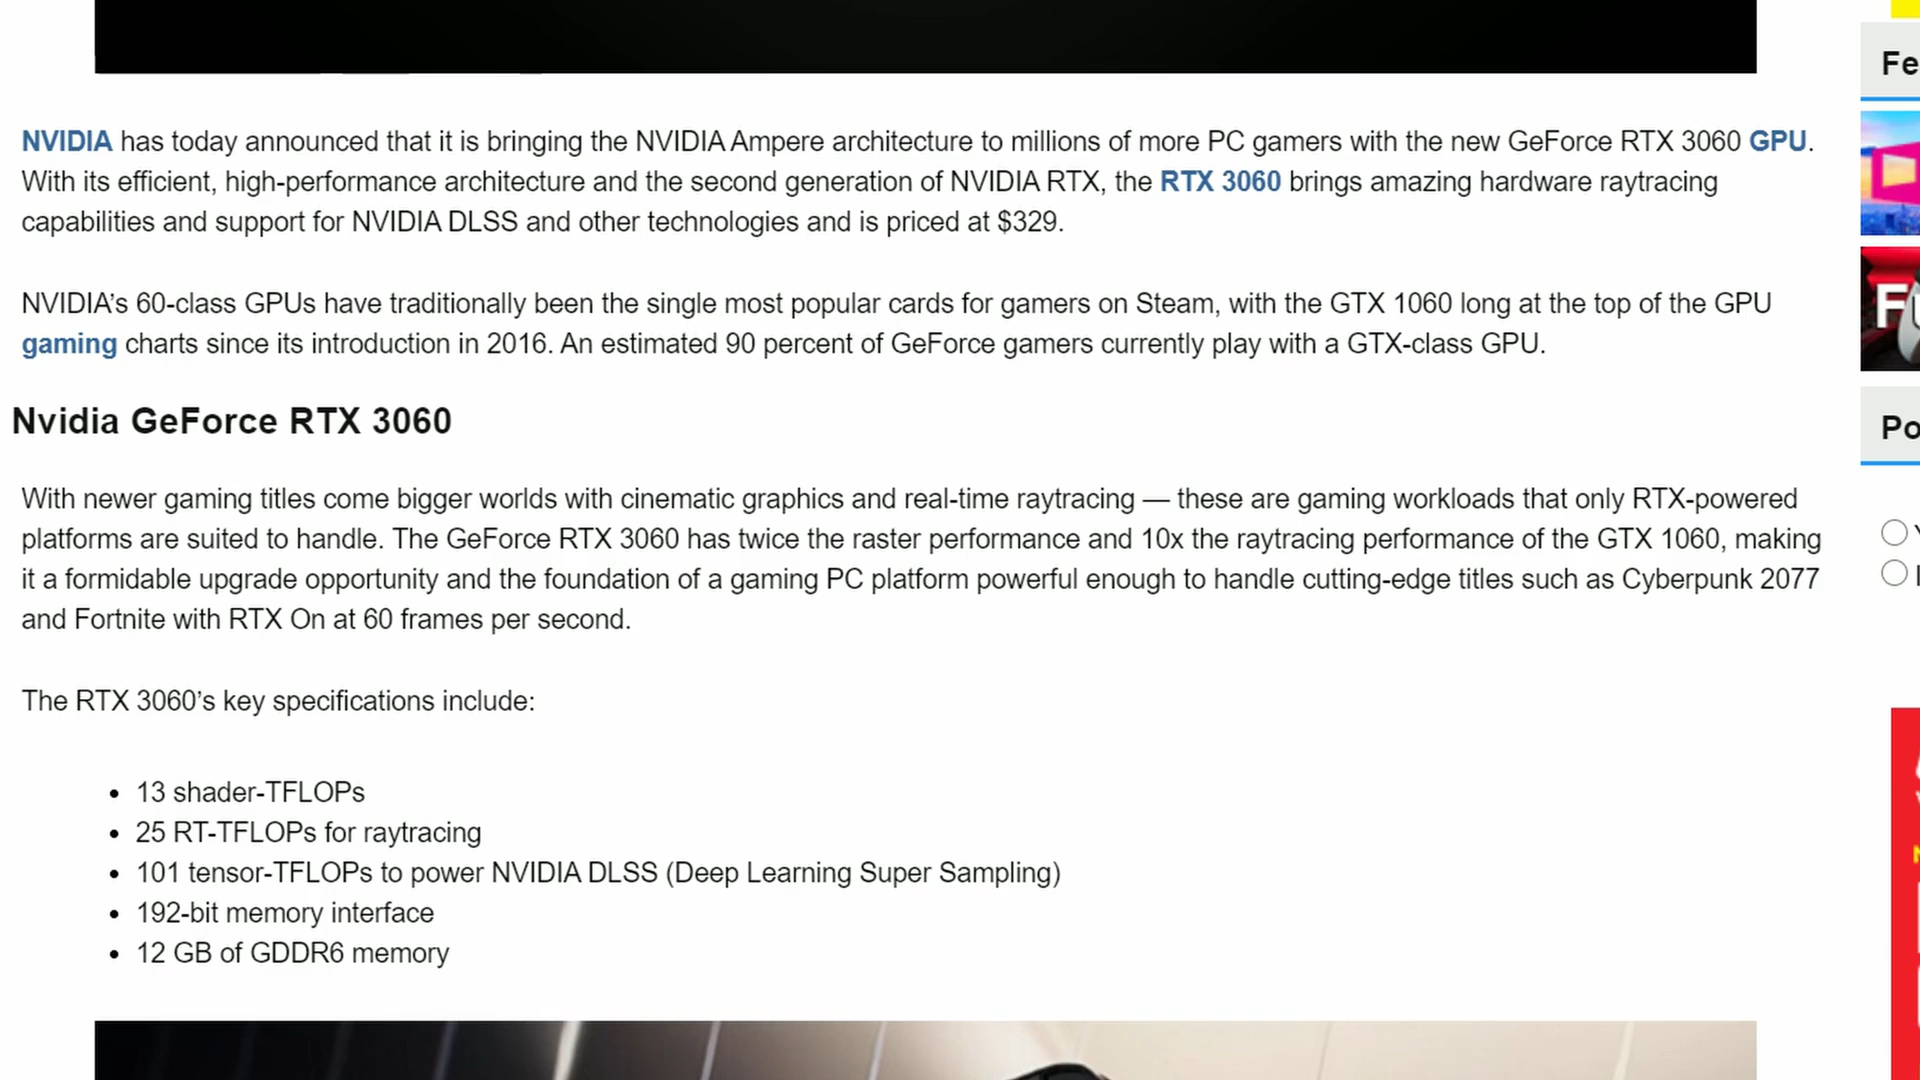 NVIDIA has today announced that it is bringing the NVIDIA Ampere architecture to millions of more PC gamers with the new GeForce RTX 3060 GPU.
With its efficient, high-performance architecture and the second generation of NVIDIA RTX, the RTX 3060 brings amazing hardware raytracing
capabilities and support for NVIDIA DLSS and other technologies and is priced at $329.
NVIDIA’s 60-class GPUs have traditionally been the single most popular cards for gamers on Steam, with the GTX 1060 long at the top of the GPU
gaming charts since its introduction in 2016. An estimated 90 percent of GeForce gamers currently play with a GTX-class GPU.
Nvidia GeForce RTX 3060
With newer gaming titles come bigger worlds with cinematic graphics and real-time raytracing — these are gaming workloads that only RTX-powered
platforms are suited to handle. The GeForce RTX 3060 has twice the raster performance and 10x the raytracing performance of the GTX 1060, making
it a formidable upgrade opportunity and the foundation of a gaming PC platform powerful enough to handle cutting-edge titles such as Cyberpunk 2077
and Fortnite with RTX On at 60 frames per second.
The RTX 3060’s key specifications include:
• 13 shader-TFLOPs
• 25 RT-TFLOPs for raytracing
• 101 tensor-TFLOPs to power NVIDIA DLSS (Deep Learning Super Sampling)
• 192-bit memory interface
• 12 GB of GDDR6 memory
Fe
Po